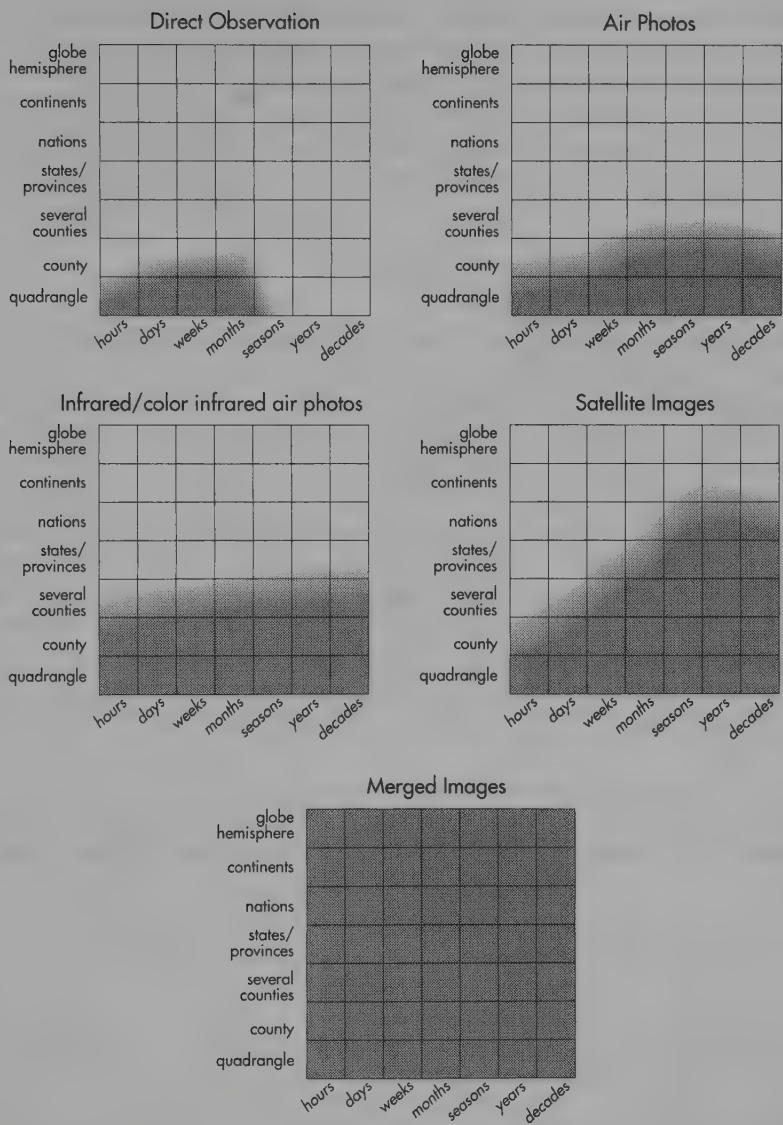 Direct Observation
globe
hemisphere
continents
nations
states/
provinces
several
counties
county
quadrangle
hours
days
weeks
months
seasons
years
decades
Air Photos
globe
hemisphere
continents
nations
states/
provinces
several
counties
county
quadrangle
hours
days
weeks
months
seasons
years
decades
Infrared/color infrared air photos
globe
hemisphere
continents
nations
states/
provinces
several
counties
county
quadrangle
hours
days
weeks
months
seasons
years
decades
Satellite Images
globe
hemisphere
continents
nations
states/
provinces
several
counties
county
quadrangle
hours
days
weeks
months
seasons
years
decades
Merged Images
globe
hemisphere
continents
nations
states/
provinces
several
counties
county
quadrangle
hours
days
weeks
months
seasons
years
decades